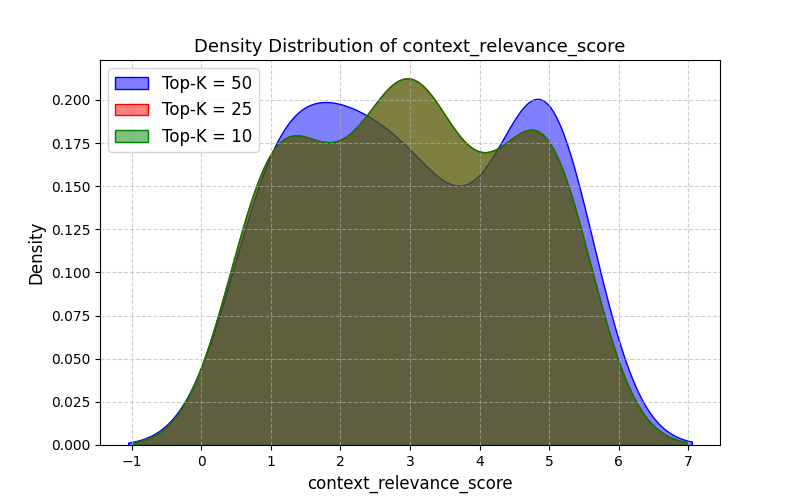 Density Distribution of context_relevance_score
Top-K = 50
Top-K = 25
Top-K = 10
Density
0.200
0.175
0.150
0.125
0.100
0.075
0.050
0.025
0.000
−1 0 1 2 3 4 5 6 7
context_relevance_score